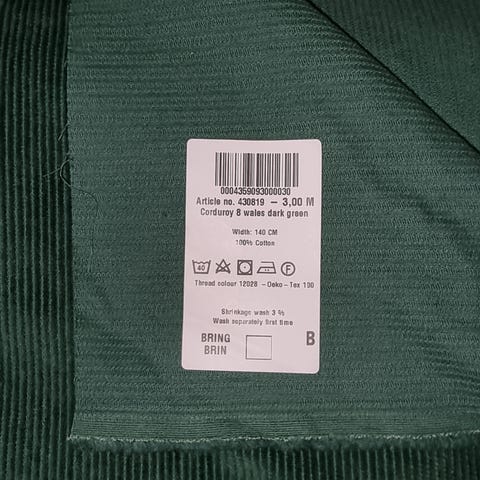 0004359093000030
Article no. 430819 - 3,00 M
Corduroy 8 wales dark green
Width: 140 CM
100% Cotton
40 F
Thread colour 12028 - Oeko - Tex 100
Shrinkage wash 3 %
Wash separately first time
BRING
BRIN
B